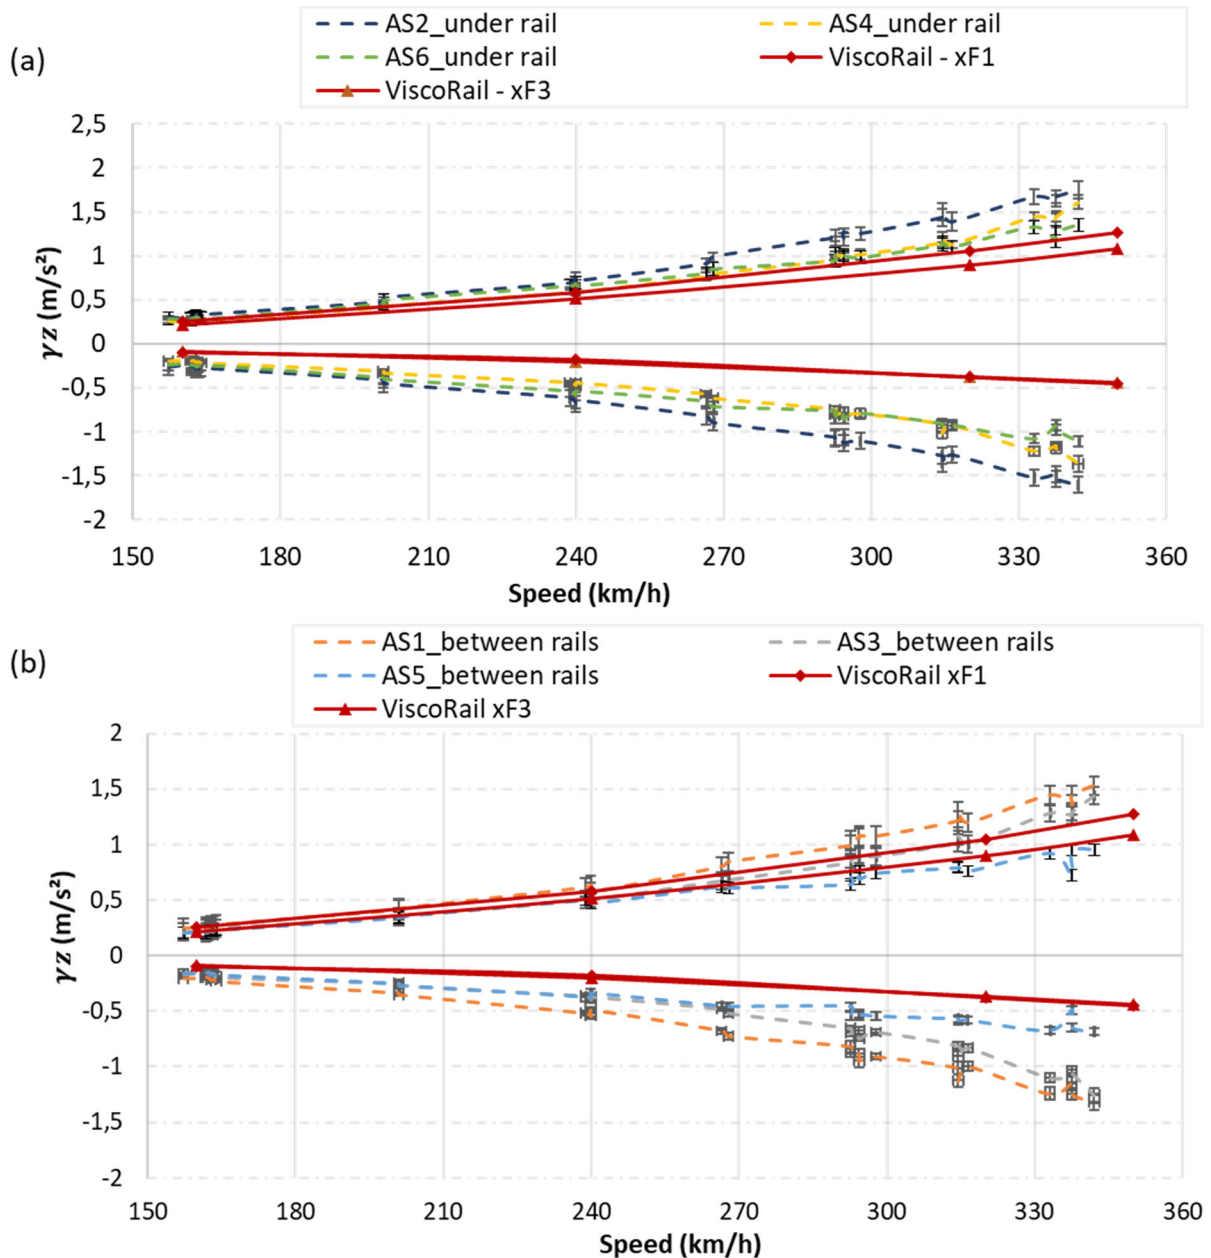 AS2_under rail AS4_under rail
(a)
AS6_under rail ViscoRail - xF1
ViscoRail - xF3
2,5
2
1,5
1
0,5
0
-0,5
-1
-1,5
-2
γz (m/s²)
150 180 210 240 270 300 330 360
Speed (km/h)
AS1_between rails AS3_between rails
(b)
AS5_between rails ViscoRail xF1
ViscoRail xF3
2
1,5
1
0,5
0
-0,5
-1
-1,5
-2
γz (m/s²)
150 180 210 240 270 300 330 360
Speed (km/h)